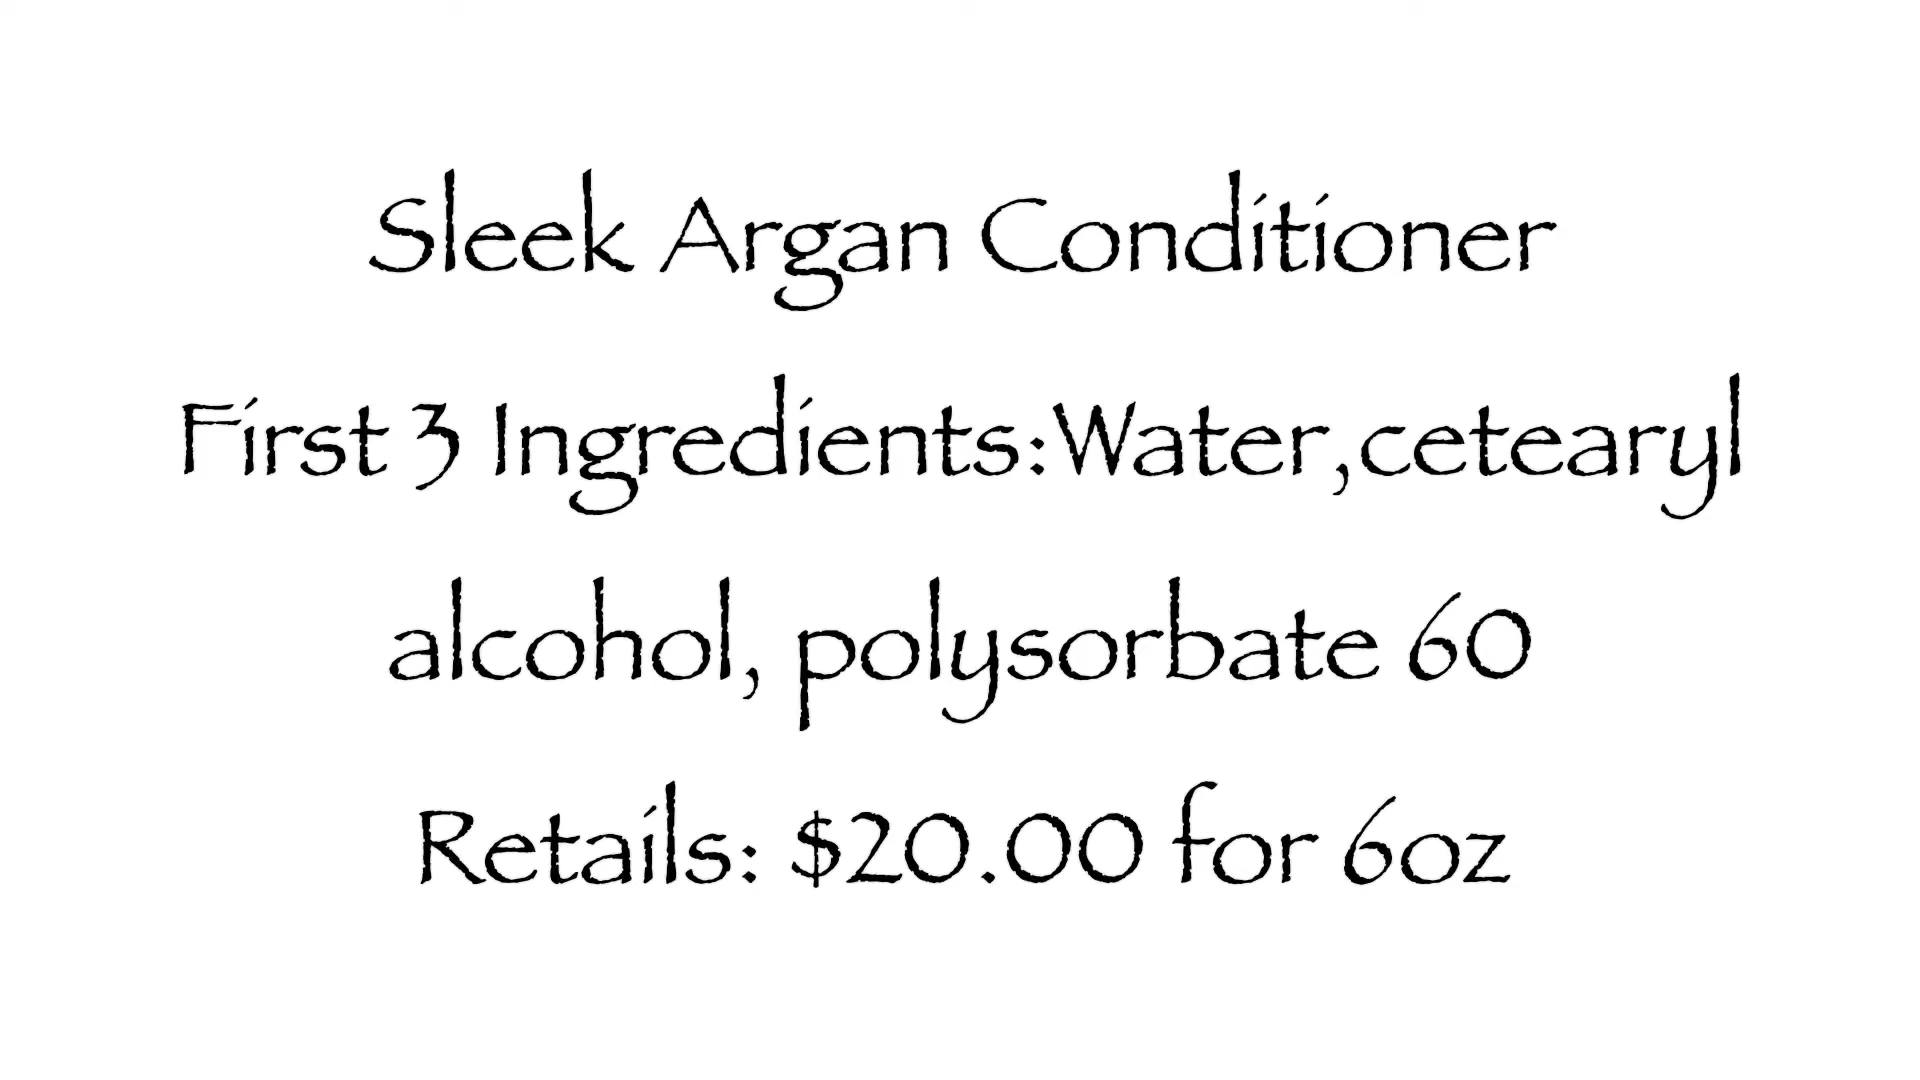 Sleek Argan Conditioner
First 3 Ingredients:Water,cetearyl
alcohol, polysorbate 60
Retails: $20.00 for 6oz